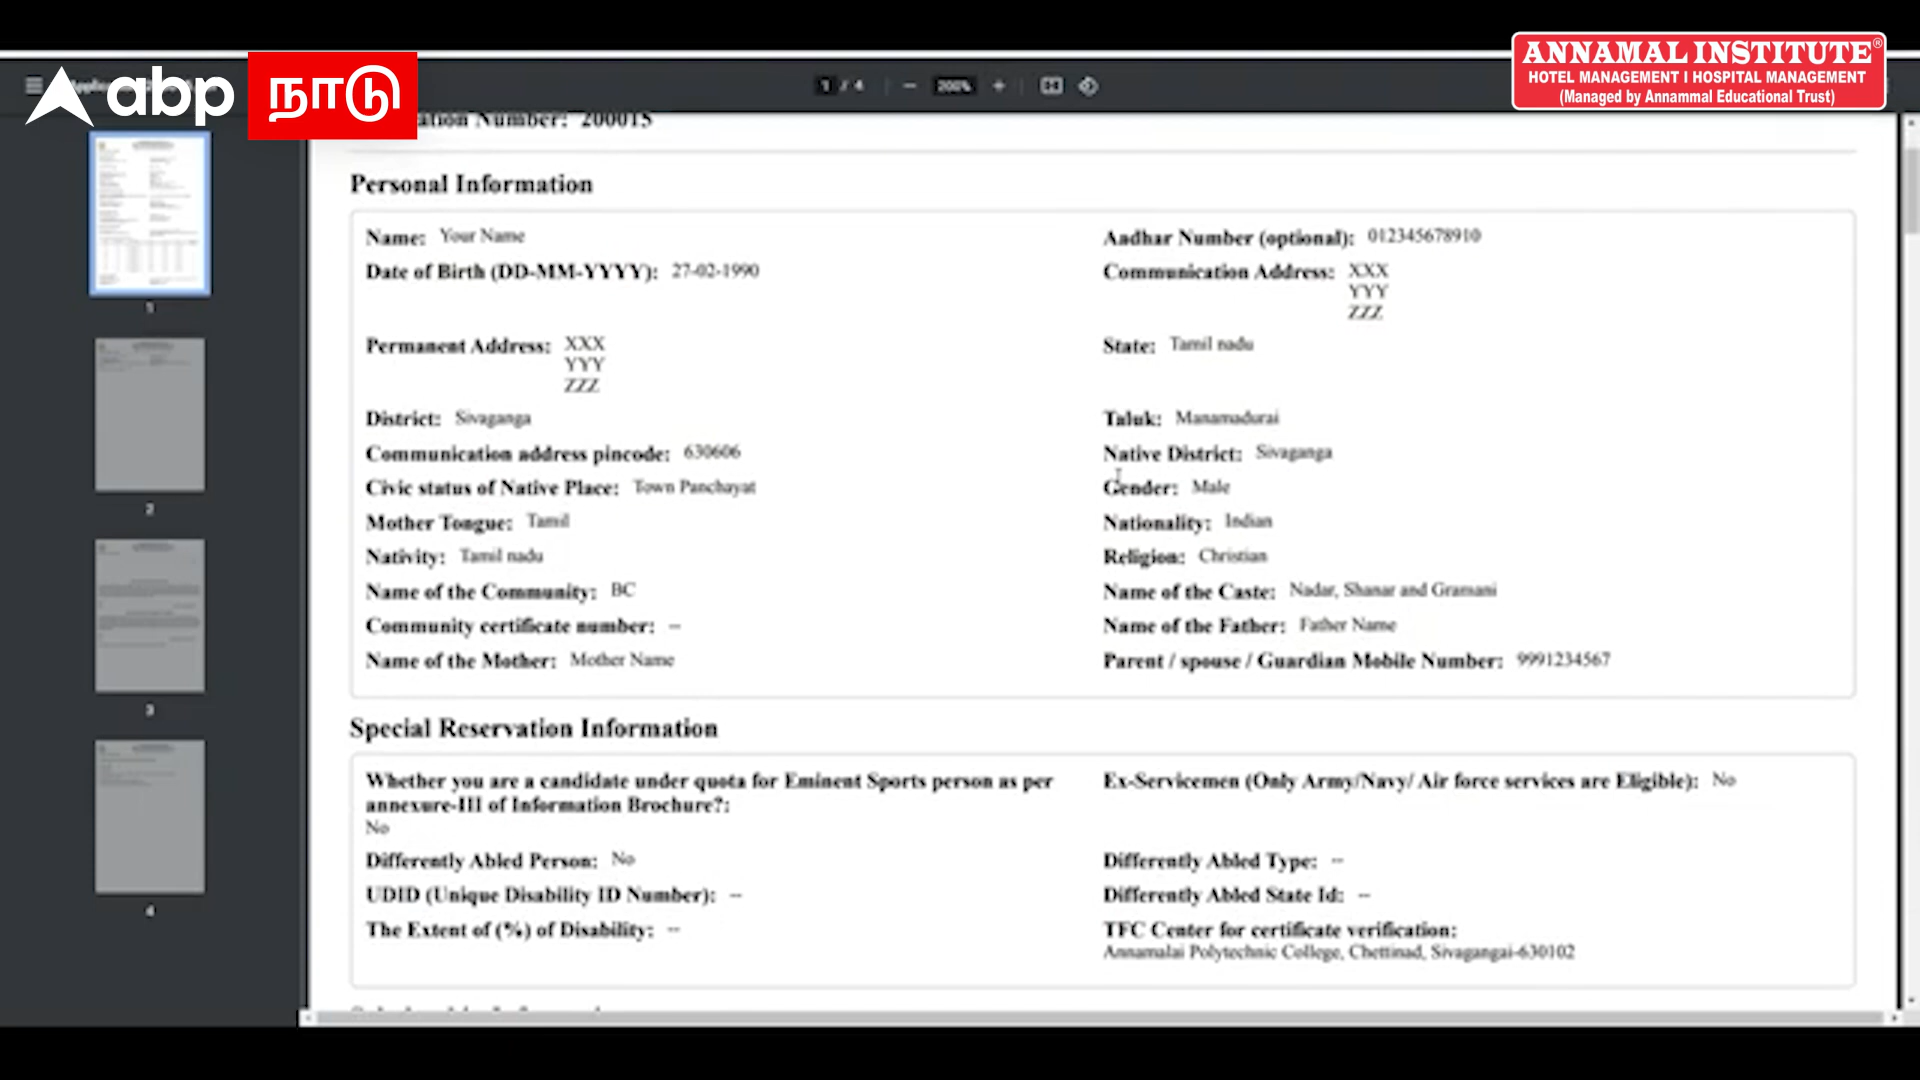 abp நாடு
ANNAMAL INSTITUTE®
HOTEL MANAGEMENT I HOSPITAL MANAGEMENT
(Managed by Annammal Educational Trust)
1 / 4
200%
Number: 200015
Personal Information
Name: Your Name
Aadhar Number (optional): 012345678910
Date of Birth (DD-MM-YYYY): 27-02-1990
Communication Address: XXX
YYY
ZZZ
Permanent Address: XXX
YYY
ZZZ
State: Tamil nadu
District: Sivaganga
Taluk: Manamadurai
Communication address pincode: 630606
Native District: Sivaganga
Civic status of Native Place: Town Panchayat
Gender: Male
Mother Tongue: Tamil
Nationality: Indian
Nativity: Tamil nadu
Religion: Christian
Name of the Community: BC
Name of the Caste: Nadar, Shanar and Gramani
Community certificate number: --
Name of the Father: Father Name
Name of the Mother: Mother Name
Parent / spouse / Guardian Mobile Number: 9991234567
Special Reservation Information
Whether you are a candidate under quota for Eminent Sports person as per
annexure-III of Information Brochure?:
No
Ex-Servicemen (Only Army/Navy/ Air force services are Eligible): No
Differently Abled Person: No
Differently Abled Type: --
UDID (Unique Disability ID Number): --
Differently Abled State Id: --
The Extent of (%) of Disability: --
TFC Center for certificate verification:
Annamalai Polytechnic College, Chettinad, Sivagangai-630102
1
2
3
4